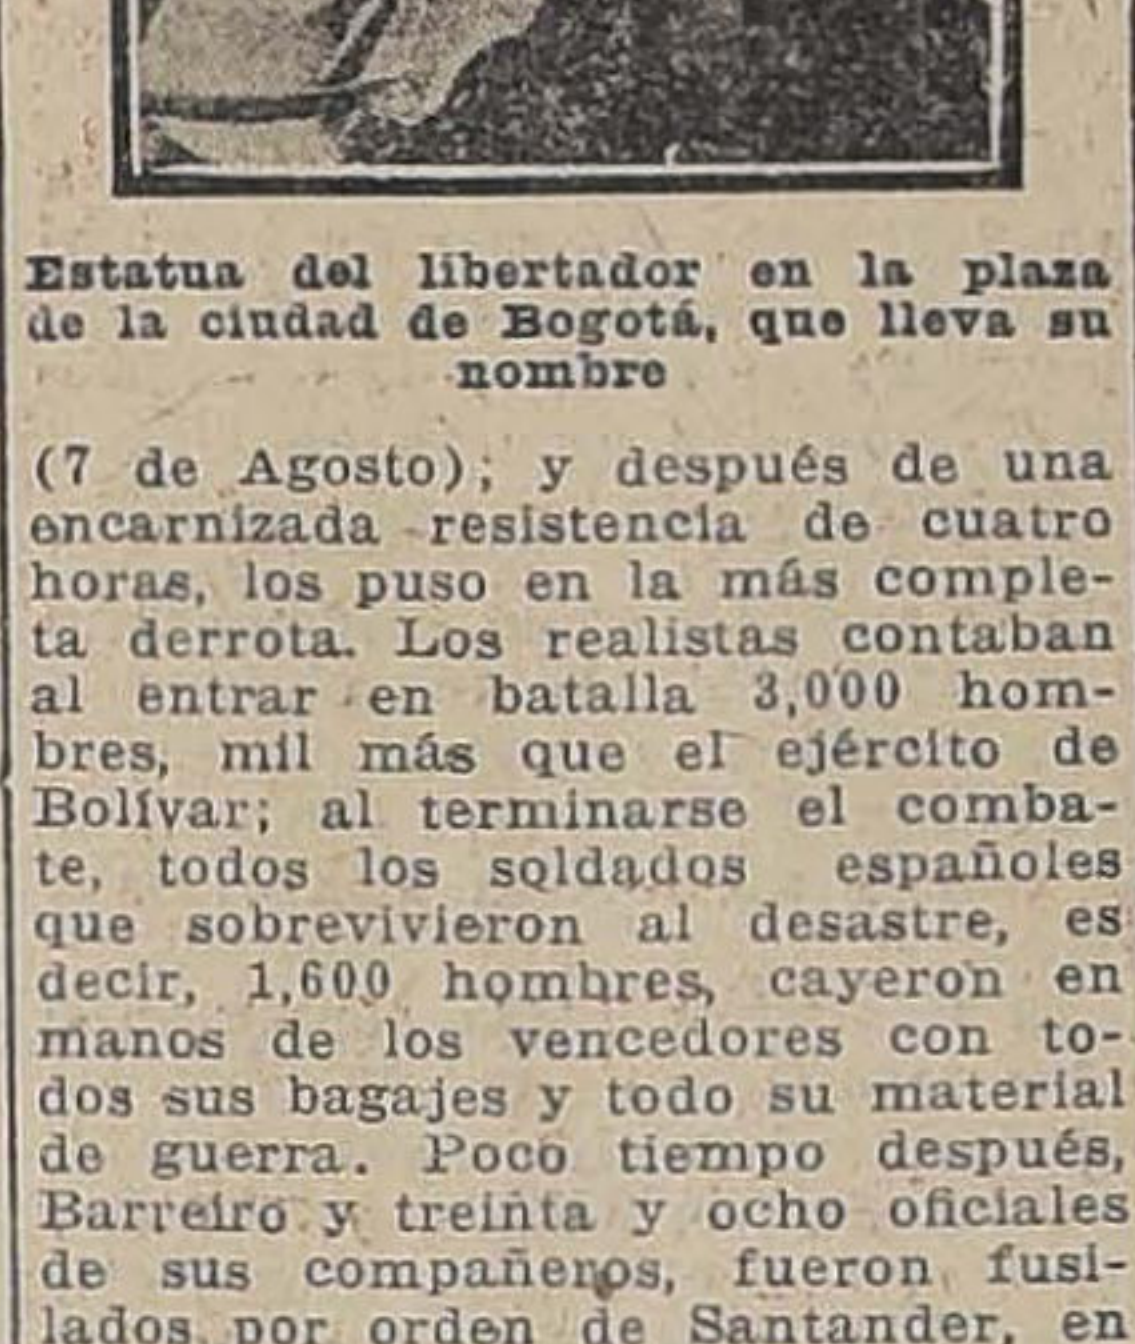 Estatua del libertador en la plaza
de la ciudad de Bogotá, que lleva su
nombre
(7 de Agosto); y después de una
encarnizada resistencia de cuatro
horas, los puso en la más comple-
ta derrota. Los realistas contaban
al entrar en batalla 3,000 hom-
bres, mil más que el ejército de
Bolívar; al terminarse el comba-
te, todos los soldados españoles
que sobrevivieron al desastre, es
decir, 1,600 hombres, cayeron en
manos de los vencedores con to-
dos sus bagajes y todo su material
de guerra. Poco tiempo después,
Barreiro y treinta y ocho oficiales
de sus compañeros, fueron fusi-
lados por orden de Santander, en